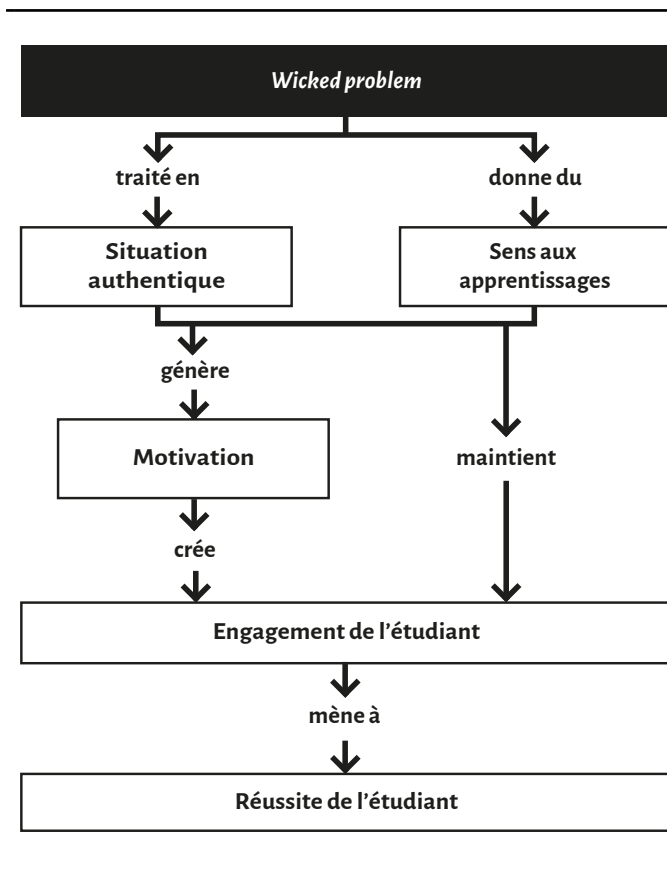 Wicked problem
traité en
donne du
Situation
authentique
Sens aux
apprentissages
génère
Motivation
maintient
crée
Engagement de l’étudiant
mène à
Réussite de l’étudiant